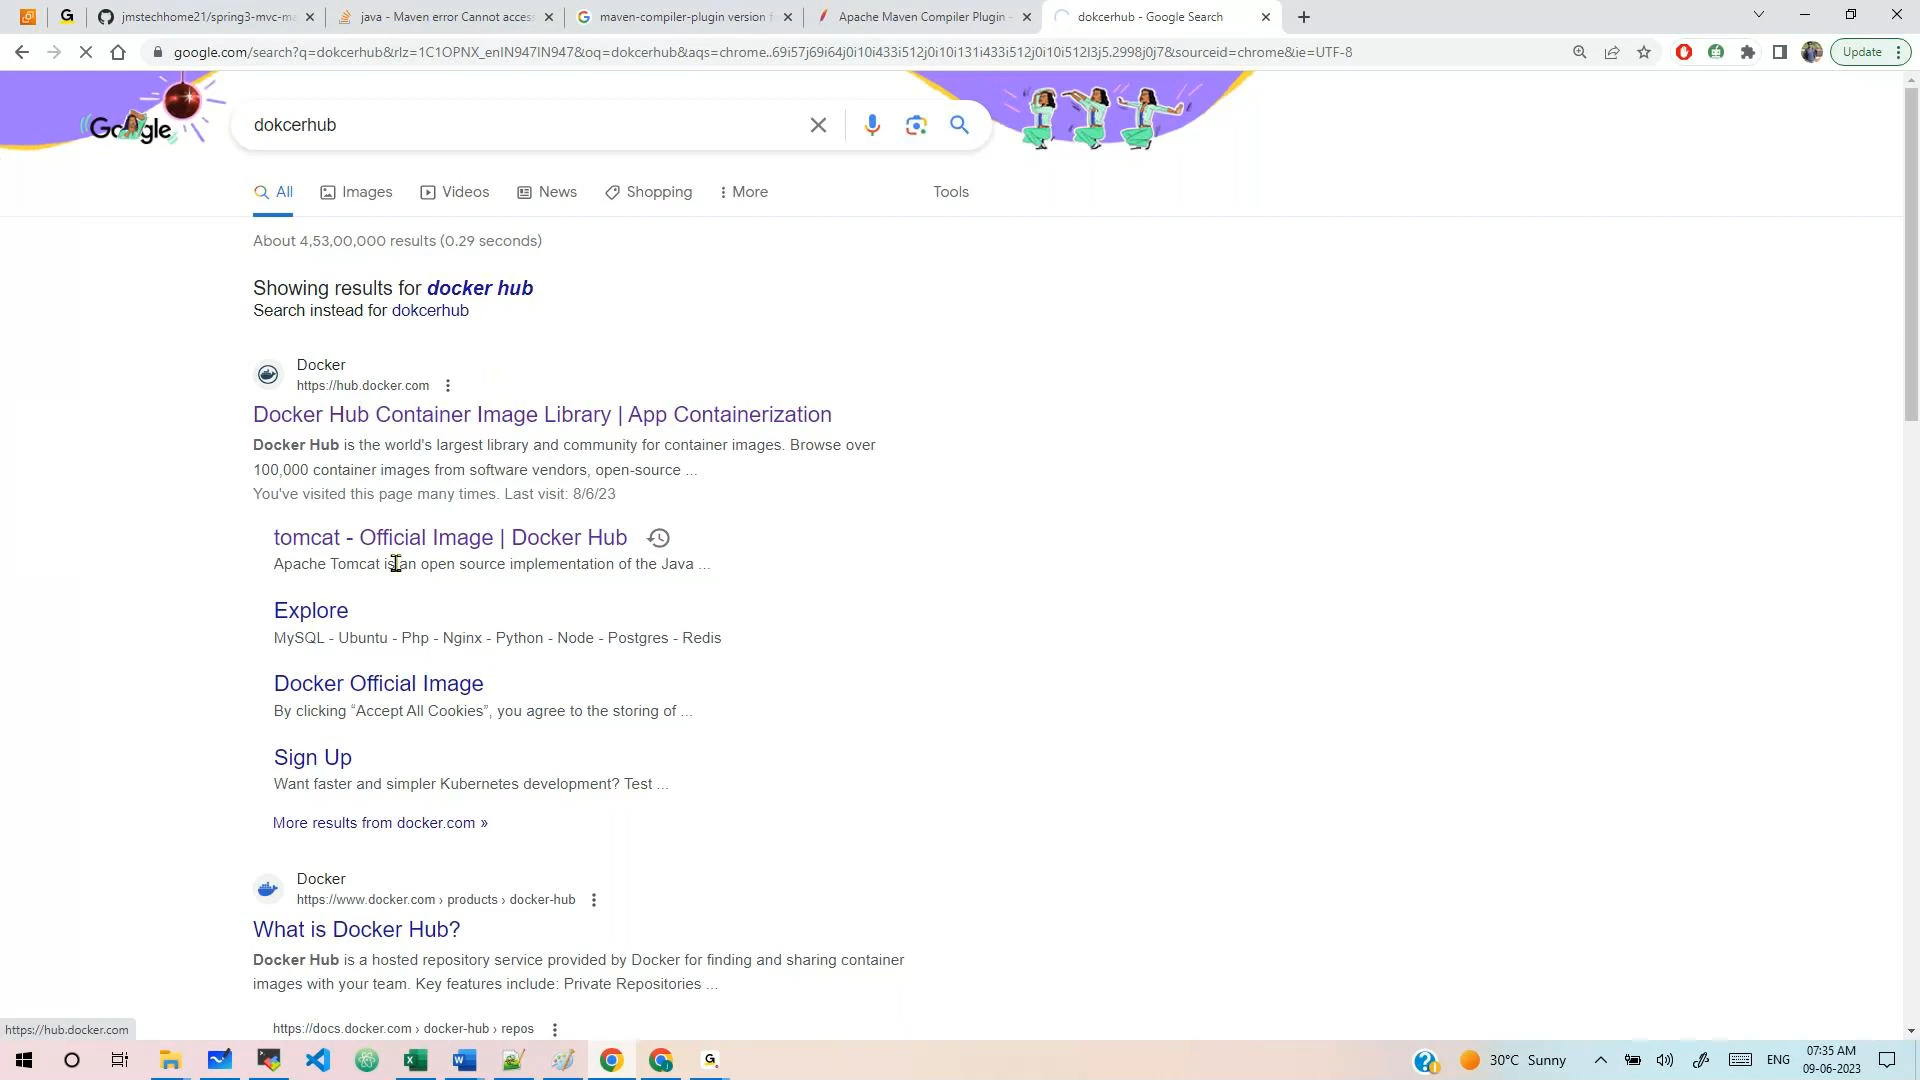 jmstechhome21/spring3-mvc-ma
java - Maven error Cannot acces
maven-compiler-plugin version f
Apache Maven Compiler Plugin -
dokcerhub - Google Search
google.com/search?q=dokcerhub&rlz=1C1OPNX_enIN947IN947&oq=dokcerhub&aqs=chrome..69i57j69i64j0i10i433i512j0i10i131i433i512j0i10i512l3j5.2998j0j7&sourceid=chrome&ie=UTF-8
Update
Google
dokcerhub
All
Images
Videos
News
Shopping
More
Tools
About 4,53,00,000 results (0.29 seconds)
Showing results for docker hub
Search instead for dokcerhub
Docker
https://hub.docker.com
Docker Hub Container Image Library | App Containerization
Docker Hub is the world's largest library and community for container images. Browse over
100,000 container images from software vendors, open-source ...
You've visited this page many times. Last visit: 8/6/23
tomcat - Official Image | Docker Hub
Apache Tomcat is an open source implementation of the Java ...
Explore
MySQL - Ubuntu - Php - Nginx - Python - Node - Postgres - Redis
Docker Official Image
By clicking “Accept All Cookies”, you agree to the storing of ...
Sign Up
Want faster and simpler Kubernetes development? Test ...
More results from docker.com »
Docker
https://www.docker.com › products › docker-hub
What is Docker Hub?
Docker Hub is a hosted repository service provided by Docker for finding and sharing container
images with your team. Key features include: Private Repositories ...
https://docs.docker.com › docker-hub › repos
https://hub.docker.com
30°C Sunny
ENG
07:35 AM
09-06-2023